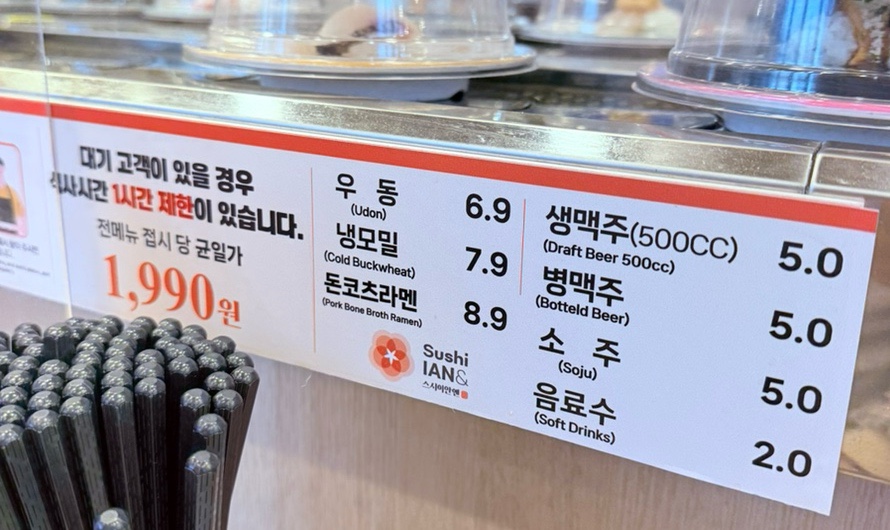 대기 고객이 있을 경우
식사시간 1시간 제한이 있습니다.
전메뉴 접시 당 균일가
1,990원
우 동 6.9
(Udon)
냉모밀 7.9
(Cold Buckwheat)
돈코츠라멘 8.9
(Pork Bone Broth Ramen)
Sushi
IAN&
스시이안앤
생맥주(500CC) 5.0
(Draft Beer 500cc)
병맥주 5.0
(Botteld Beer)
소 주 5.0
(Soju)
음료수 2.0
(Soft Drinks)